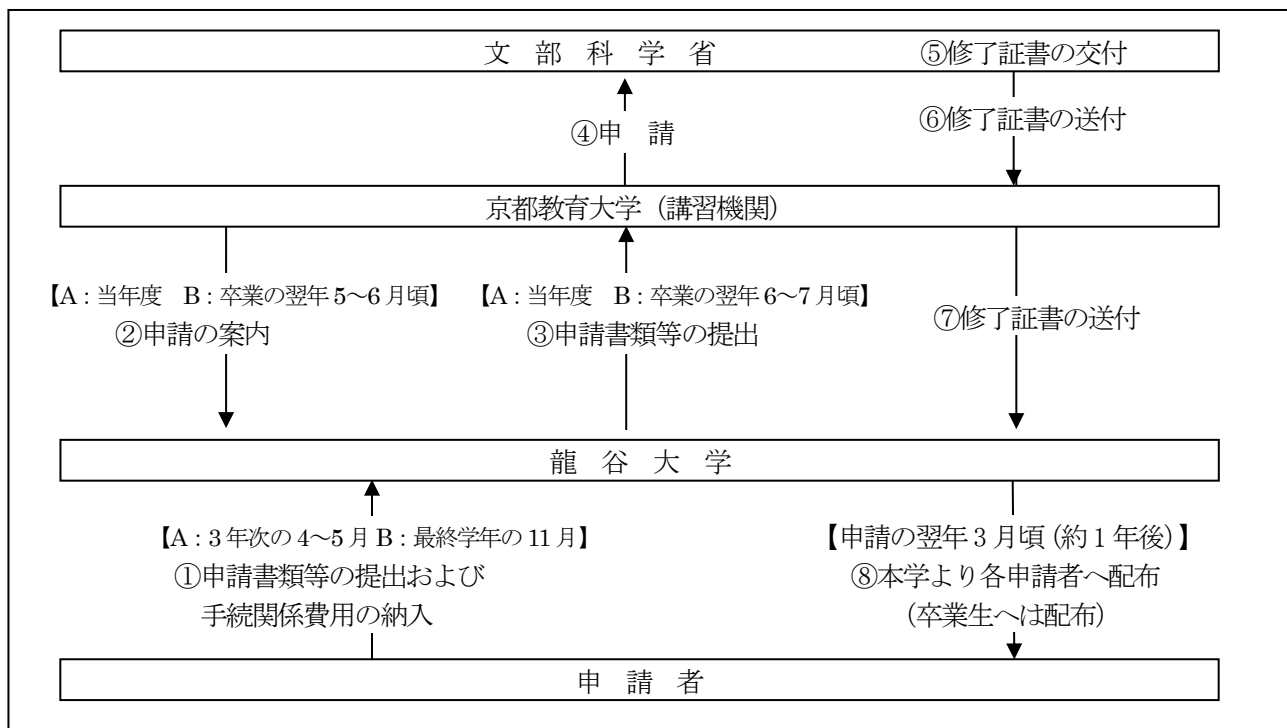 文 部 科 学 省
⑤修了証書の交付
④申 請
⑥修了証書の送付
京都教育大学（講習機関）
【A：当年度 B：卒業の翌年 5～6 月頃】
②申請の案内
【A：当年度 B：卒業の翌年 6～7 月頃】
③申請書類等の提出
⑦修了証書の送付
龍 谷 大 学
【A：3 年次の 4～5 月 B：最終学年の 11 月】
①申請書類等の提出および
手続関係費用の納入
【申請の翌年 3 月頃（約 1 年後）】
⑧本学より各申請者へ配布
（卒業生へは配布）
申 請 者